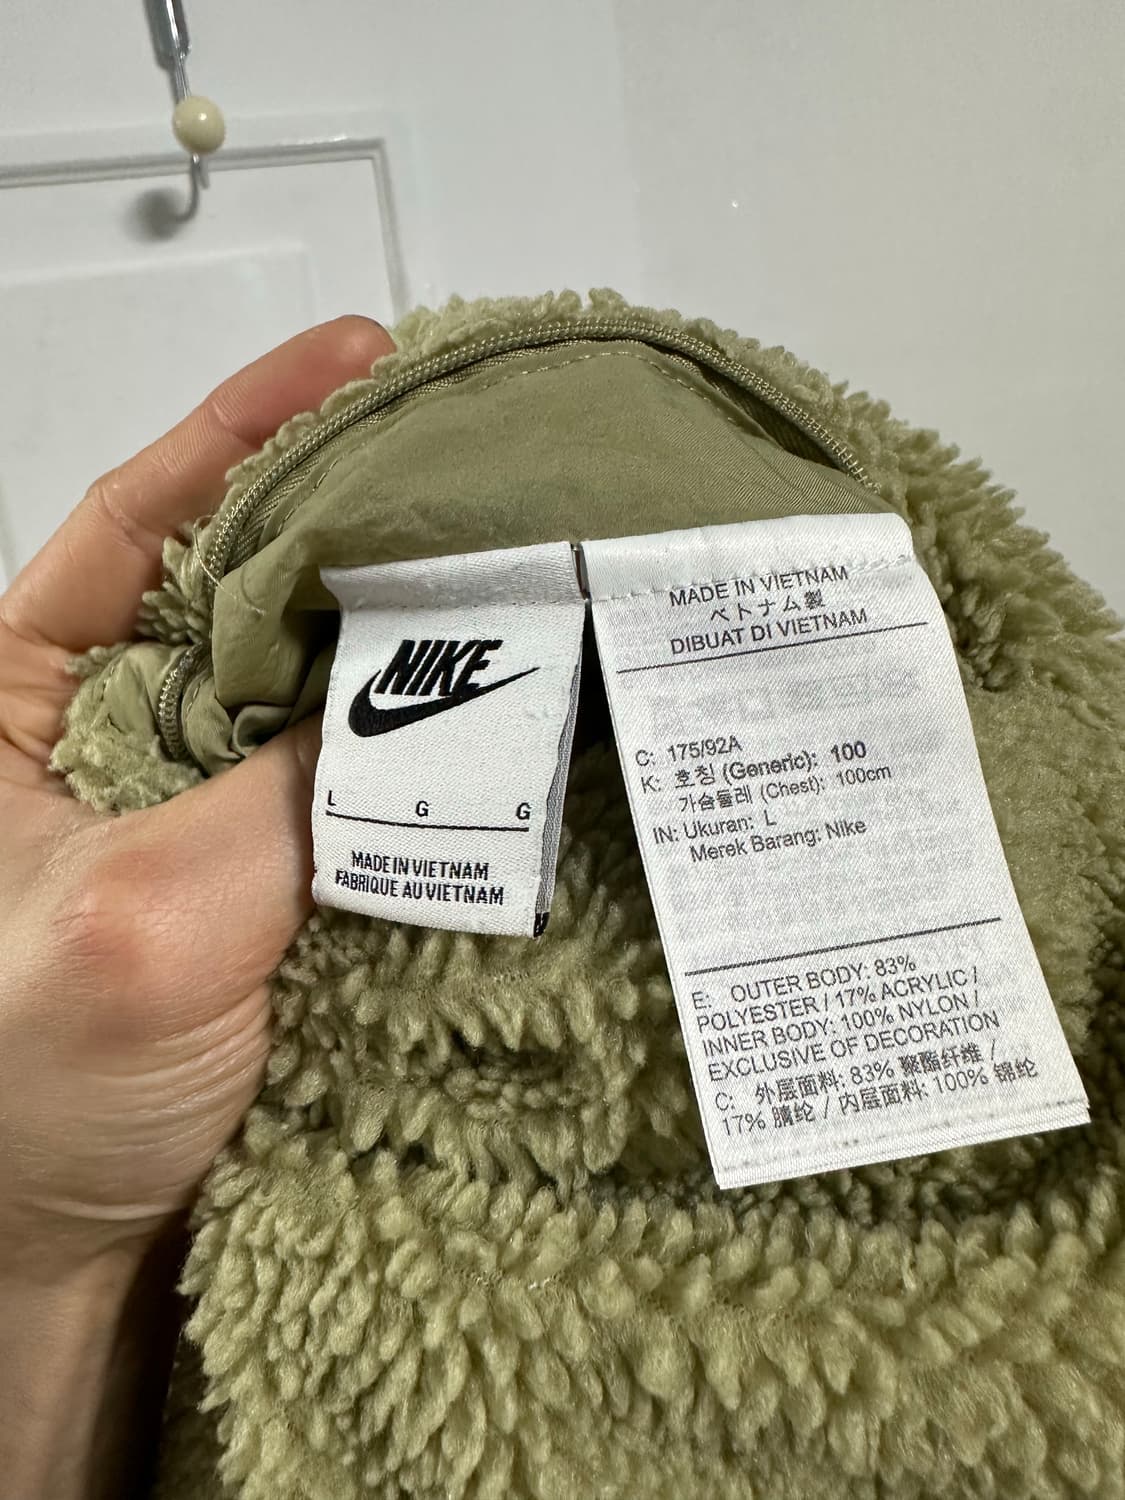 NIKE
L G G
MADE IN VIETNAM
FABRIQUE AU VIETNAM
MADE IN VIETNAM
ベトナム製
DIBUAT DI VIETNAM
C: 175/92A
K: 호칭 (Generic): 100
가슴둘레 (Chest): 100cm
IN: Ukuran: L
Merek Barang: Nike
E: OUTER BODY: 83%
POLYESTER / 17% ACRYLIC /
INNER BODY: 100% NYLON /
EXCLUSIVE OF DECORATION
C: 外层面料: 83% 聚酯纤维 /
17% 腈纶 / 内层面料: 100% 锦纶